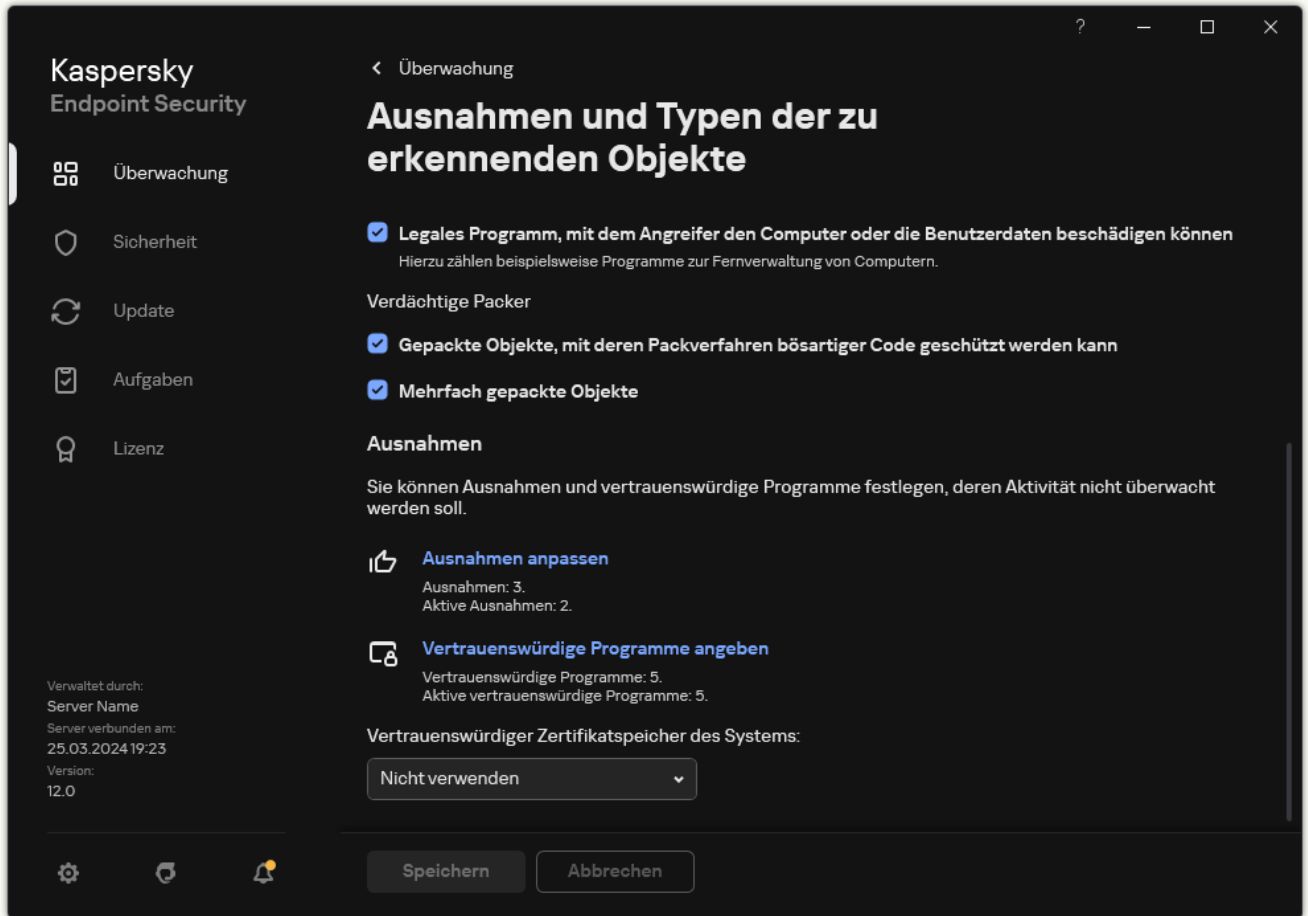 ?
Kaspersky
Endpoint Security
Überwachung
Sicherheit
Update
Aufgaben
Lizenz
Verwaltet durch:
Server Name
Server verbunden am:
25.03.2024 19:23
Version:
12.0
Überwachung
Ausnahmen und Typen der zu
erkennenden Objekte
Legales Programm, mit dem Angreifer den Computer oder die Benutzerdaten beschädigen können
Hierzu zählen beispielsweise Programme zur Fernverwaltung von Computern.
Verdächtige Packer
Gepackte Objekte, mit deren Packverfahren bösartiger Code geschützt werden kann
Mehrfach gepackte Objekte
Ausnahmen
Sie können Ausnahmen und vertrauenswürdige Programme festlegen, deren Aktivität nicht überwacht
werden soll.
Ausnahmen anpassen
Ausnahmen: 3.
Aktive Ausnahmen: 2.
Vertrauenswürdige Programme angeben
Vertrauenswürdige Programme: 5.
Aktive vertrauenswürdige Programme: 5.
Vertrauenswürdiger Zertifikatspeicher des Systems:
Nicht verwenden
Speichern
Abbrechen